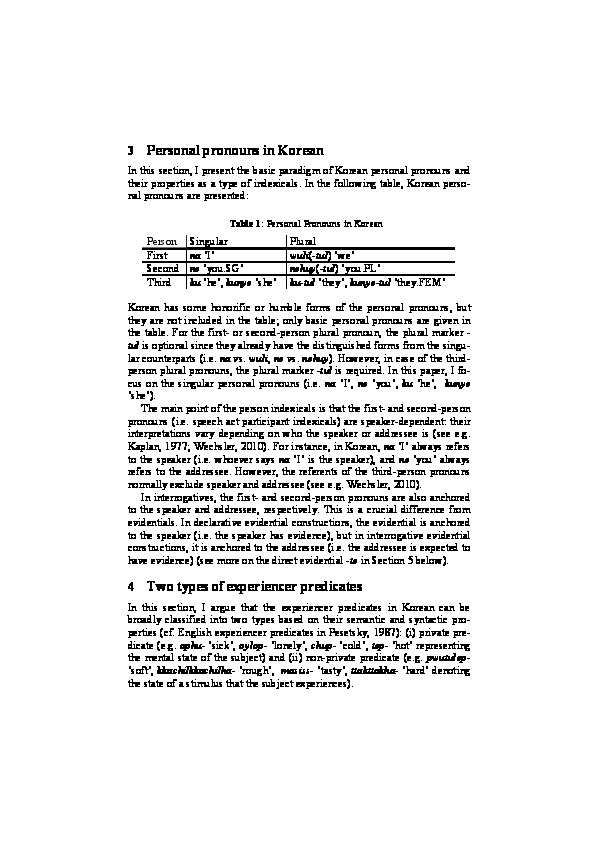 3 Personal pronouns in Korean
In this section, I present the basic paradigm of Korean personal pronouns and
their properties as a type of indexicals. In the following table, Korean perso-
nal pronouns are presented:
Table 1: Personal Pronouns in Korean
Person Singular Plural
First na 'I' wuli(-tul) 'we'
Second ne 'you.SG' nehuy(-tul) 'you.PL'
Third ku 'he', kunye 'she' ku-tul 'they', kunye-tul 'they.FEM'
Korean has some honorific or humble forms of the personal pronouns, but
they are not included in the table; only basic personal pronouns are given in
the table. For the first- or second-person plural pronoun, the plural marker -
tul is optional since they already have the distinguished forms from the singu-
lar counterparts (i.e. na vs. wuli, ne vs. nehuy). However, in case of the third-
person plural pronouns, the plural marker -tul is required. In this paper, I fo-
cus on the singular personal pronouns (i.e. na 'I', ne 'you', ku 'he', kunye
'she').
The main point of the person indexicals is that the first- and second-person
pronouns (i.e. speech act participant indexicals) are speaker-dependent: their
interpretations vary depending on who the speaker or addressee is (see e.g.
Kaplan, 1977; Wechsler, 2010). For instance, in Korean, na 'I' always refers
to the speaker (i.e. whoever says na 'I' is the speaker), and ne 'you' always
refers to the addressee. However, the referents of the third-person pronouns
normally exclude speaker and addressee (see e.g. Wechsler, 2010).
In interrogatives, the first- and second-person pronouns are also anchored
to the speaker and addressee, respectively. This is a crucial difference from
evidentials. In declarative evidential constructions, the evidential is anchored
to the speaker (i.e. the speaker has evidence), but in interrogative evidential
constructions, it is anchored to the addressee (i.e. the addressee is expected to
have evidence) (see more on the direct evidential -te in Section 5 below).
4 Two types of experiencer predicates
In this section, I argue that the experiencer predicates in Korean can be
broadly classified into two types based on their semantic and syntactic pro-
perties (cf. English experiencer predicates in Pesetsky, 1987): (i) private pre-
dicate (e.g. aphu- 'sick', oylop- 'lonely', chup- 'cold', tep- 'hot' representing
the mental state of the subject) and (ii) non-private predicate (e.g. pwutulep-
'soft', kkachilkkachilha- 'rough', masiss- 'tasty', ttakttakha- 'hard' denoting
the state of a stimulus that the subject experiences).